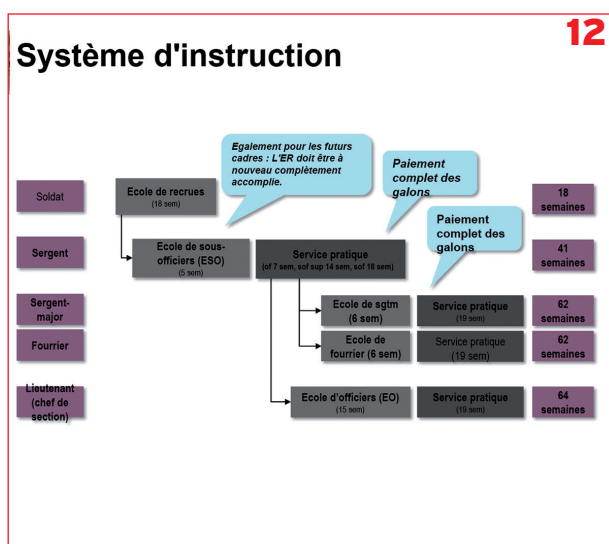 12
Système d'instruction
Egalement pour les futurs
cadres : L'ER doit être à
nouveau complètement
accomplie.
Paiement
complet des
galons
Paiement
complet des
galons
Soldat
Ecole de recrues
(18 sem)
18
semaines
Sergent
Ecole de sous-
officiers (ESO)
(5 sem)
Service pratique
(of 7 sem, sof sup 14 sem, sof 18 sem)
41
semaines
Sergent-
major
Ecole de sgtm
(6 sem)
Service pratique
(19 sem)
62
semaines
Fourrier
Ecole de
fourrier (6 sem)
Service pratique
(19 sem)
62
semaines
Lieutenant
(chef de
section)
Ecole d'officiers (EO)
(15 sem)
Service pratique
(19 sem)
64
semaines